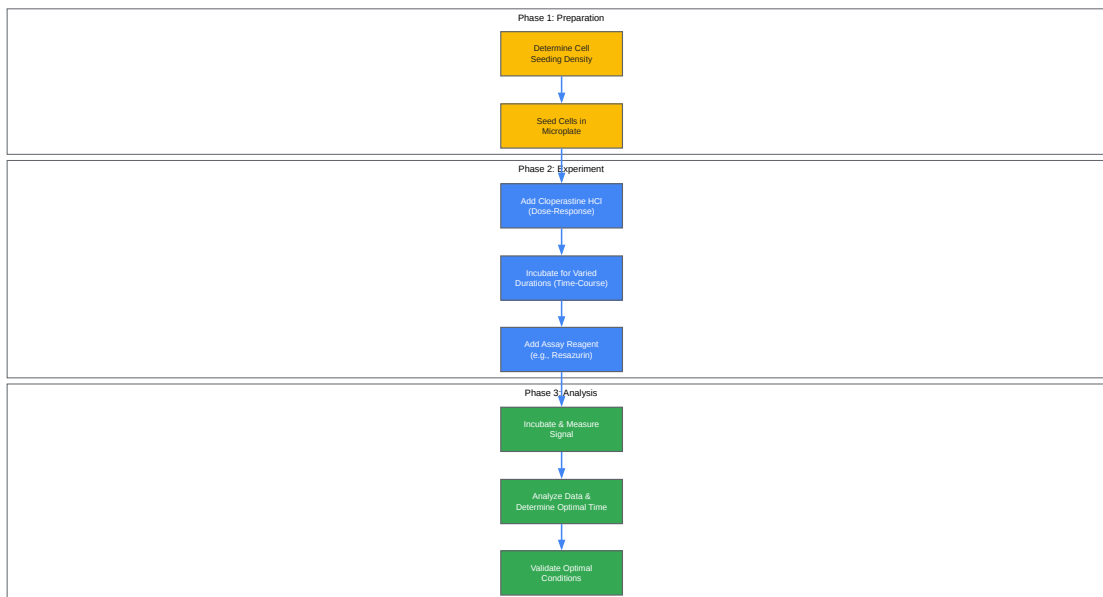 Phase 1: Preparation
Determine Cell
Seeding Density
Seed Cells in
Microplate
Phase 2: Experiment
Add Cloperastine HCl
(Dose-Response)
Incubate for Varied
Durations (Time-Course)
Add Assay Reagent
(e.g., Resazurin)
Phase 3: Analysis
Incubate & Measure
Signal
Analyze Data &
Determine Optimal Time
Validate Optimal
Conditions